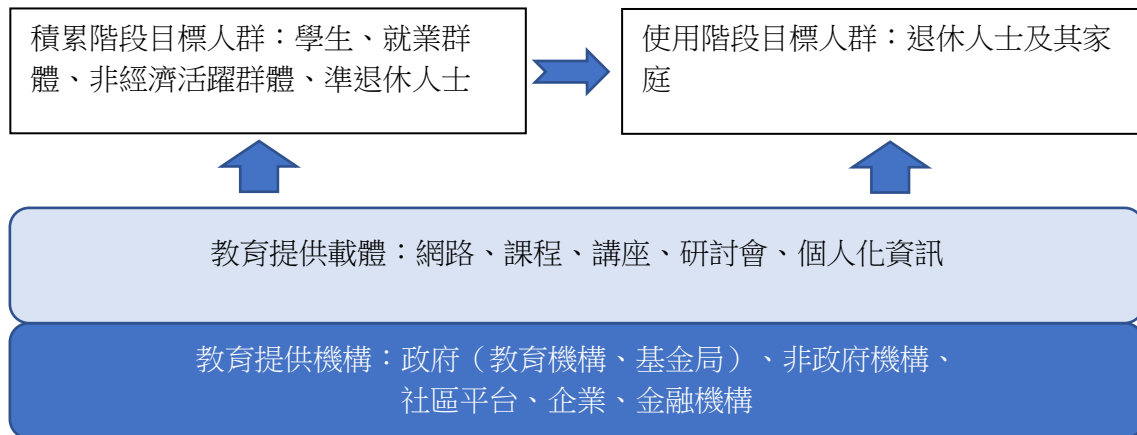 積累階段目標人群：學生、就業群
體、非經濟活躍群體、準退休人士
使用階段目標人群：退休人士及其家
庭
教育提供載體：網路、課程、講座、研討會、個人化資訊
教育提供機構：政府（教育機構、基金局）、非政府機構、
社區平台、企業、金融機構